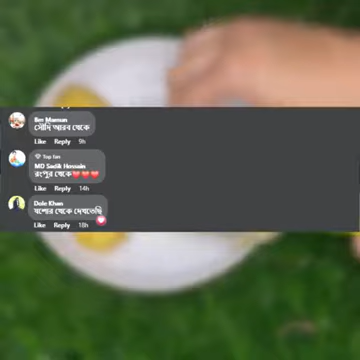 Ibn Mamun
সৌদি আরব থেকে
Like Reply 9h
Top fan
MD Sadik Hossain
রংপুর থেকে❤️❤️❤️
Like Reply 14h
Dole Khan
যশোর থেকে দেখতেছি
Like Reply 18h